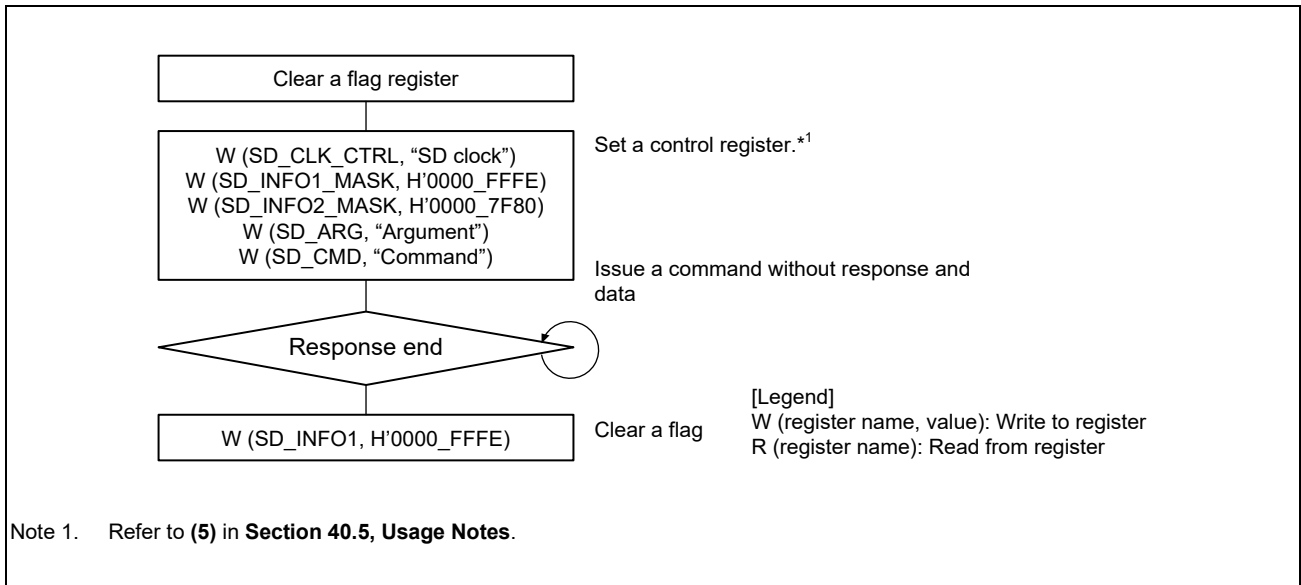 Clear a flag register
W (SD_CLK_CTRL, “SD clock”)
W (SD_INFO1_MASK, H'0000_FFFE)
W (SD_INFO2_MASK, H'0000_7F80)
W (SD_ARG, “Argument”)
W (SD_CMD, “Command”)
Set a control register.*1
Issue a command without response and
data
Response end
W (SD_INFO1, H'0000_FFFE)
Clear a flag
[Legend]
W (register name, value): Write to register
R (register name): Read from register
Note 1. Refer to (5) in Section 40.5, Usage Notes.